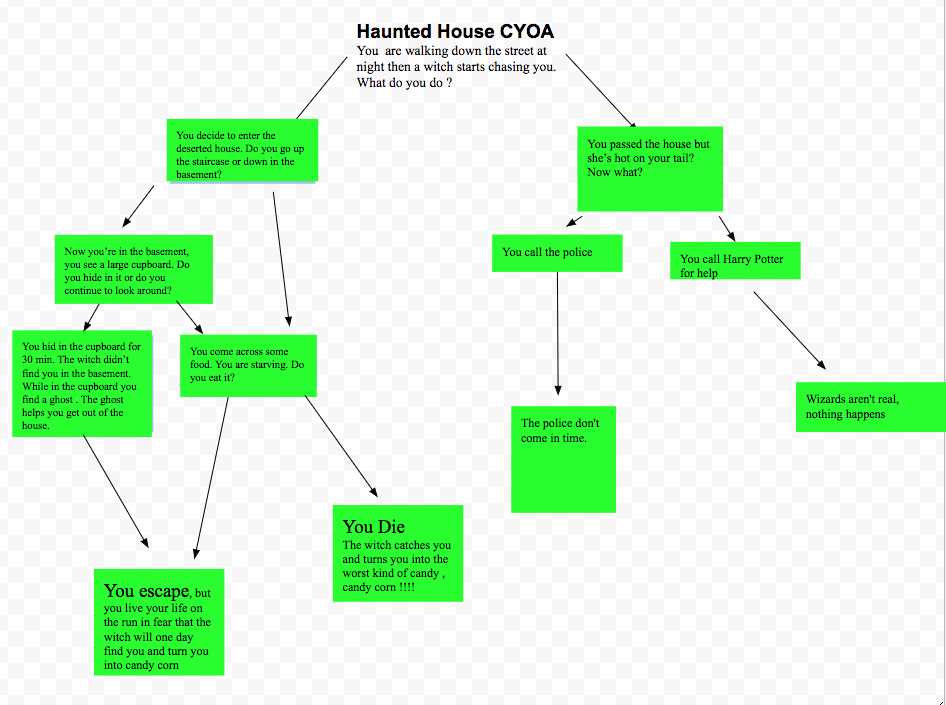 Haunted House CYOA
You  are walking down the street at
night then a witch starts chasing you.
What do you do ?
You decide to enter the
deserted house. Do you go up
the staircase or down in the
basement?
You passed the house but
she's hot on your tail?
Now what?
Now you're in the basement,
you see a large cupboard. Do
you hide in it or do you
continue to look around?
You call the police
You call Harry Potter
for help
You hid in the cupboard for
30 min. The witch didn't
find you in the basement.
While in the cupboard you
find a ghost . The ghost
helps you get out of the
house.
You come across some
food. You are starving. Do
you eat it?
Wizards aren't real,
nothing happens
The police don't
come in time.
You Die
The witch catches you
and turns you into the
worst kind of candy ,
candy corn !!!!
You escape, but
you live your life on
the run in fear that the
witch will one day
find you and turn you
into candy corn